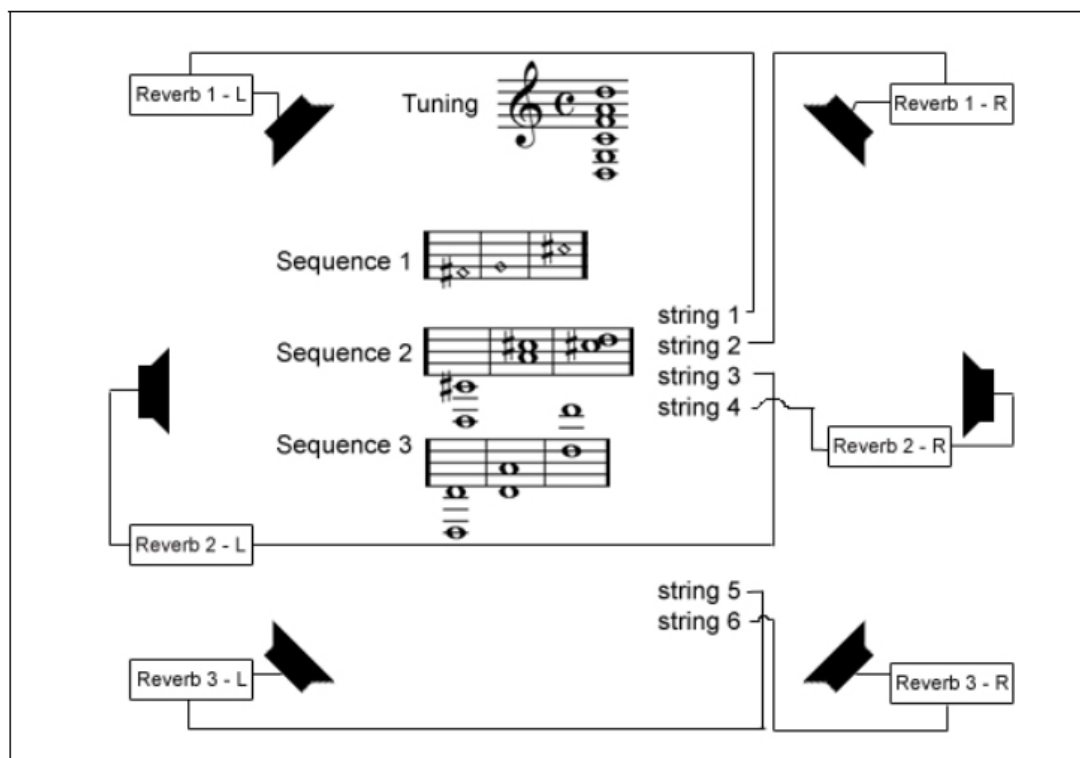 Reverb 1 - L
Tuning
Reverb 1 - R
Sequence 1
string 1
Sequence 2
string 2
string 3
string 4
Sequence 3
Reverb 2 - R
Reverb 2 - L
string 5
string 6
Reverb 3 - L
Reverb 3 - R